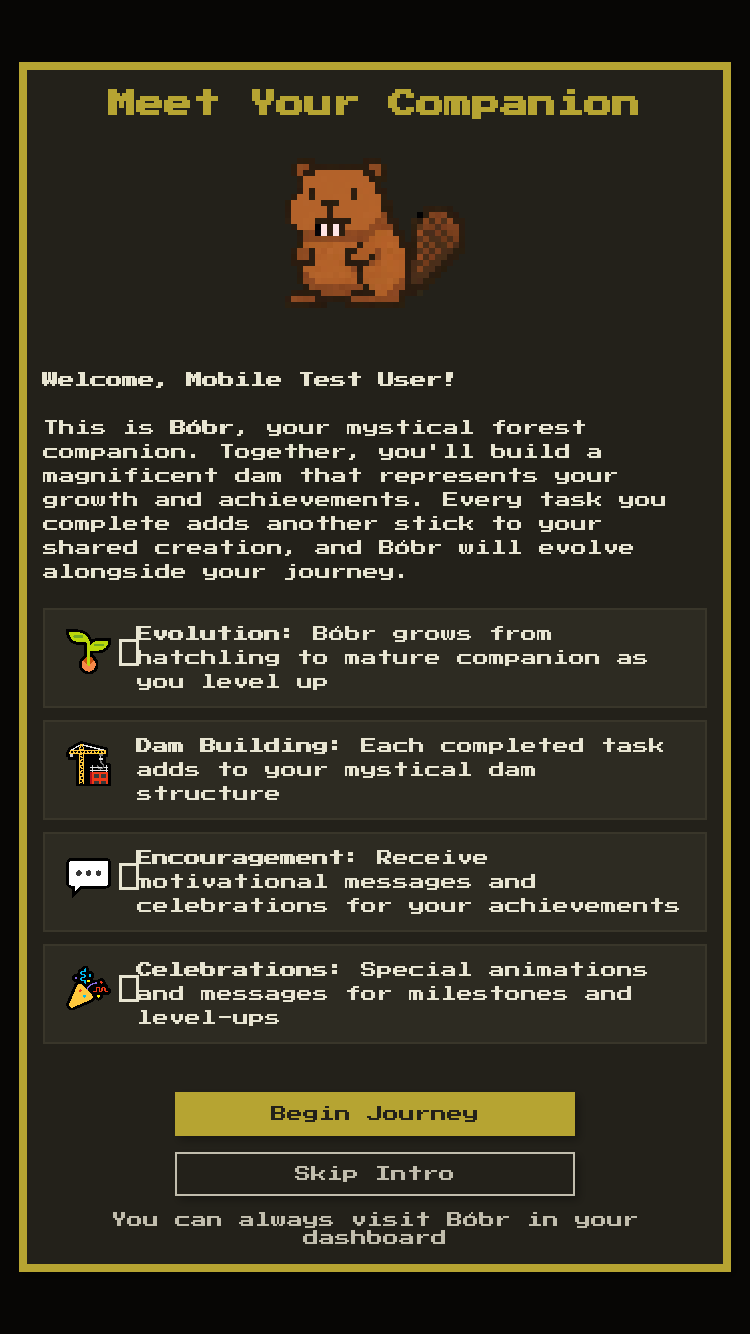 Meet Your Companion
Welcome, Mobile Test User!
This is Bóbr, your mystical forest
companion. Together, you'll build a
magnificent dam that represents your
growth and achievements. Every task you
complete adds another stick to your
shared creation, and Bóbr will evolve
alongside your journey.
Evolution: Bóbr grows from
hatchling to mature companion as
you level up
Dam Building: Each completed task
adds to your mystical dam
structure
Encouragement: Receive
motivational messages and
celebrations for your achievements
Celebrations: Special animations
and messages for milestones and
level-ups
Begin Journey
Skip Intro
You can always visit Bóbr in your
dashboard